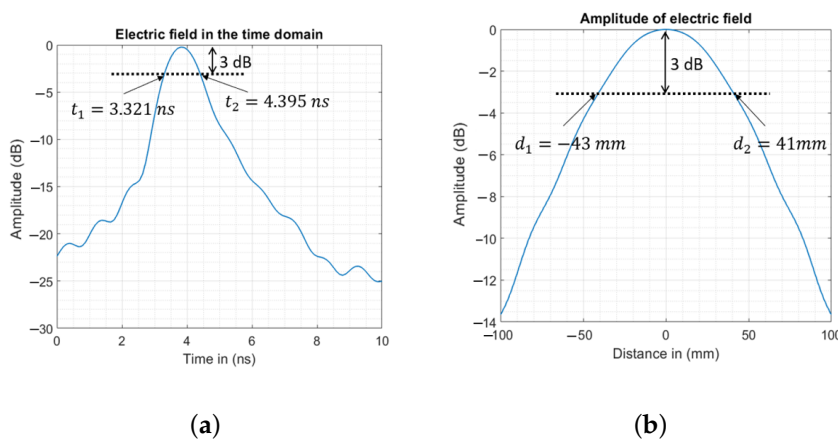 Electric field in the time domain
0
−5
−10
−15
−20
−25
−30
Amplitude (dB)
3 dB
t₁ = 3.321 ns
t₂ = 4.395 ns
0
2
4
6
8
10
Time in (ns)
(a)
Amplitude of electric field
0
−2
−4
−6
−8
−10
−12
−14
Amplitude (dB)
3 dB
d₁ = −43 mm
d₂ = 41mm
−100
−50
0
50
100
Distance in (mm)
(b)